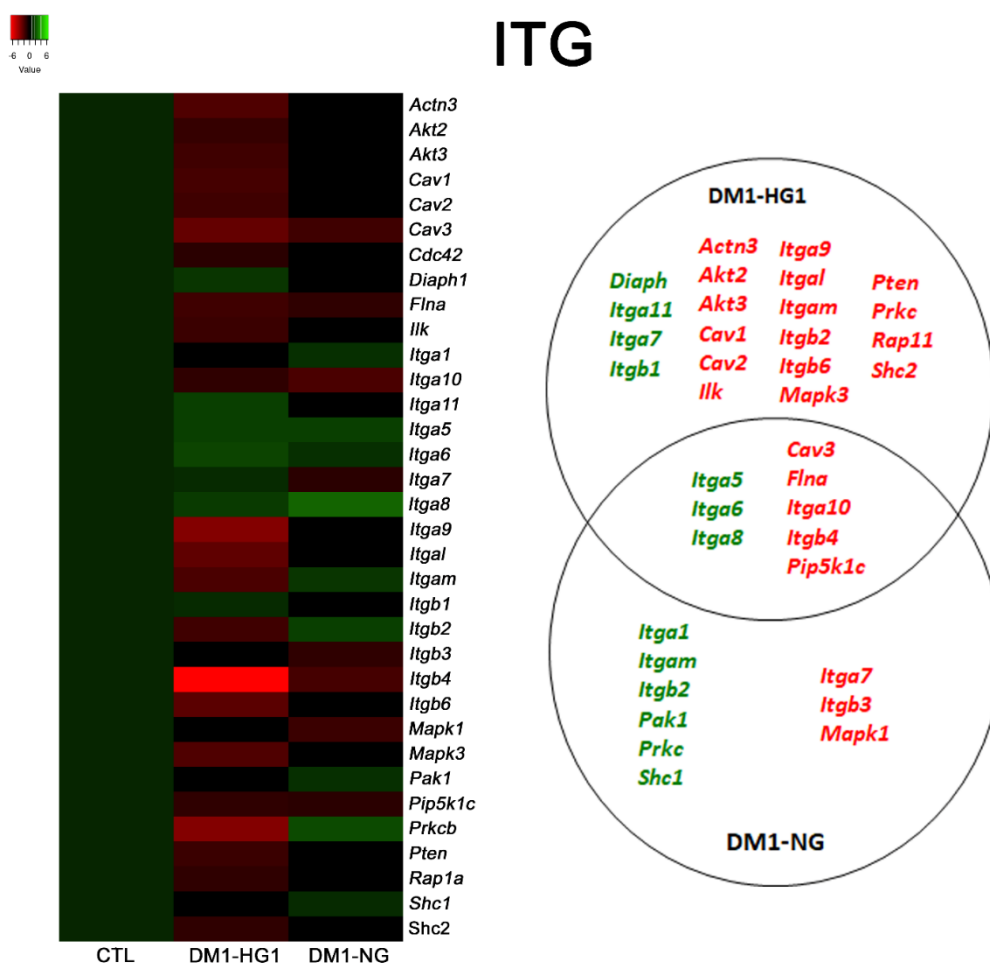 ITG
-6 0 6
Value
Actn3
Akt2
Akt3
Cav1
Cav2
Cav3
Cdc42
Diaph1
Flna
Ilk
Itga1
Itga10
Itga11
Itga5
Itga6
Itga7
Itga8
Itga9
Itgal
Itgam
Itgb1
Itgb2
Itgb3
Itgb4
Itgb6
Mapk1
Mapk3
Pak1
Pip5k1c
Prkcb
Pten
Rap1a
Shc1
Shc2
CTL DM1-HG1 DM1-NG
DM1-HG1
Diaph
Itga11
Itga7
Itgb1
Actn3
Akt2
Akt3
Cav1
Cav2
Ilk
Itga9
Itgal
Itgam
Itgb2
Itgb6
Mapk3
Pten
Prkc
Rap11
Shc2
Itga5
Itga6
Itga8
Cav3
Flna
Itga10
Itgb4
Pip5k1c
Itga1
Itgam
Itgb2
Pak1
Prkc
Shc1
Itga7
Itgb3
Mapk1
DM1-NG